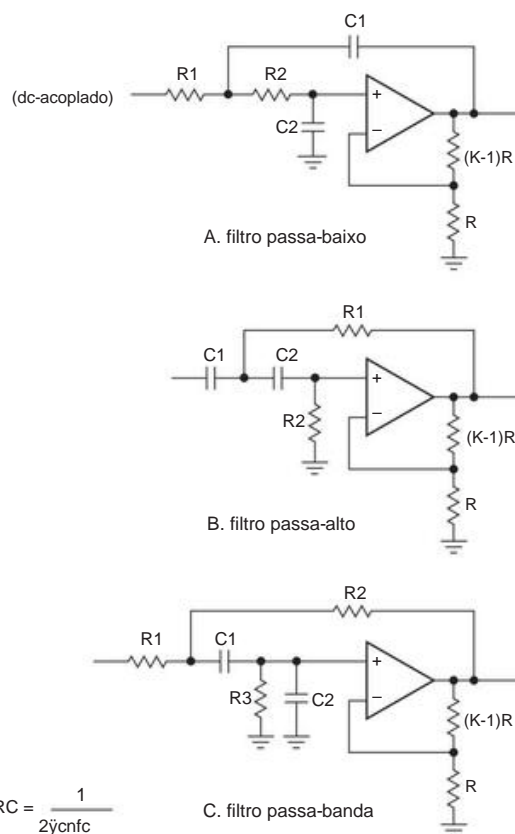 C1
R1
R2
(dc-acoplado)
+
C2
−
(K-1)R
R
A. filtro passa-baixo
R1
C1
C2
+
−
R2
(K-1)R
R
B. filtro passa-alto
R2
R1
C1
+
R3
C2
−
(K-1)R
R
RC = 1
2ÿcnfc
C. filtro passa-banda